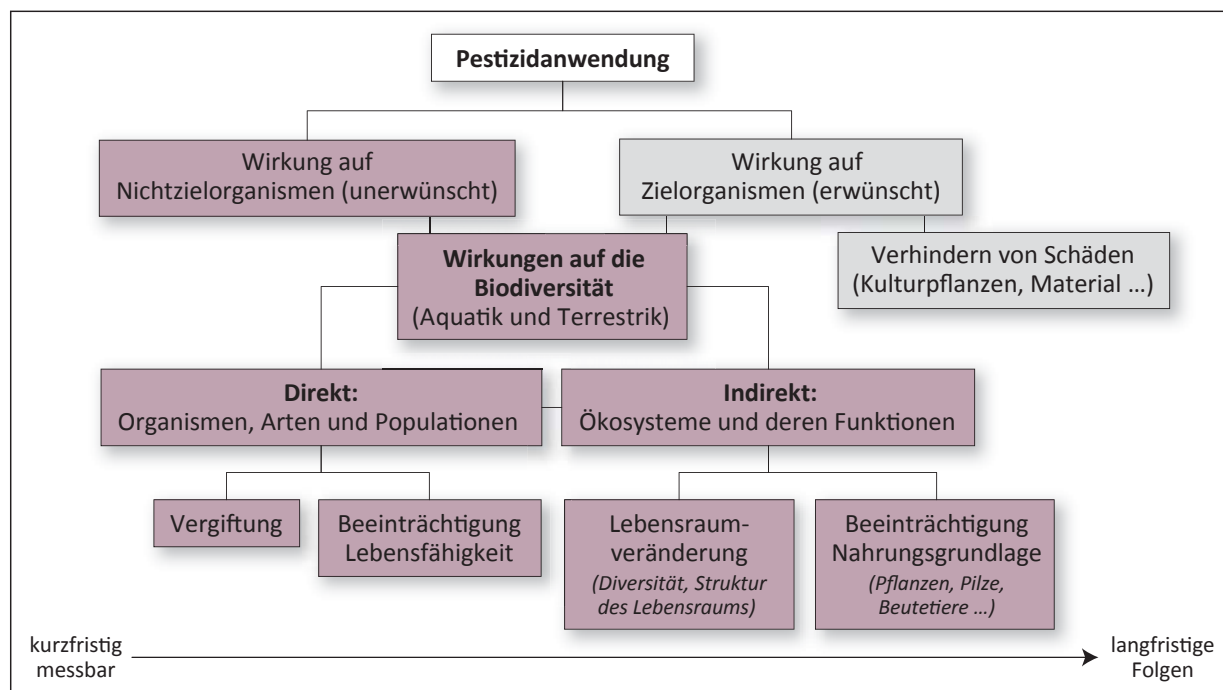 Pestizidanwendung
Wirkung auf
Nichtzielorganismen (unerwünscht)
Wirkung auf
Zielorganismen (erwünscht)
Wirkungen auf die
Biodiversität
(Aquatik und Terrestrik)
Verhindern von Schäden
(Kulturpflanzen, Material ...)
Direkt:
Organismen, Arten und Populationen
Indirekt:
Ökosysteme und deren Funktionen
Vergiftung
Beeinträchtigung
Lebensfähigkeit
Lebensraum-
veränderung
(Diversität, Struktur
des Lebensraums)
Beeinträchtigung
Nahrungsgrundlage
(Pflanzen, Pilze,
Beutetiere ...)
kurzfristig
messbar
langfristige
Folgen